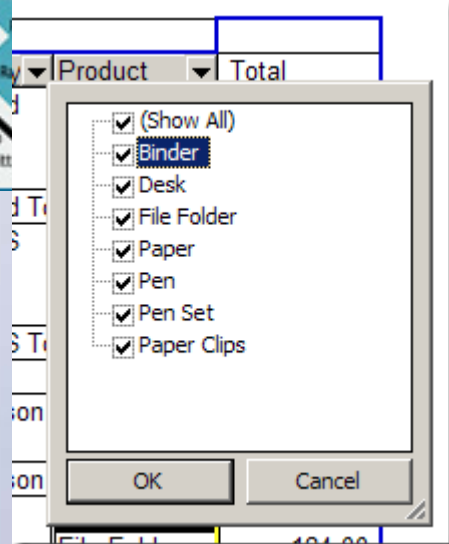 Product Total
(Show All)
Binder
Desk
File Folder
Paper
Pen
Pen Set
Paper Clips
OK Cancel